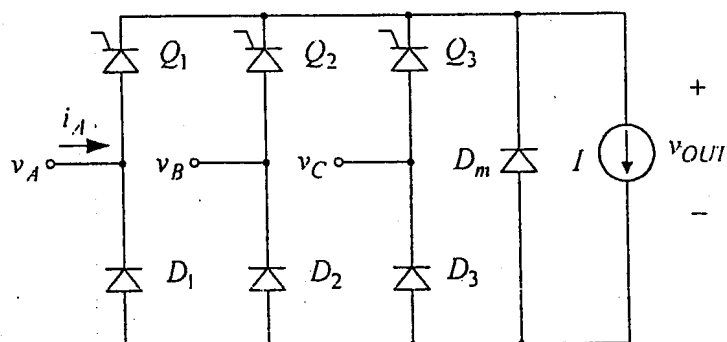 Q1 Q2 Q3
+
iA
vA vB vC Dm I vOUT
−
D1 D2 D3